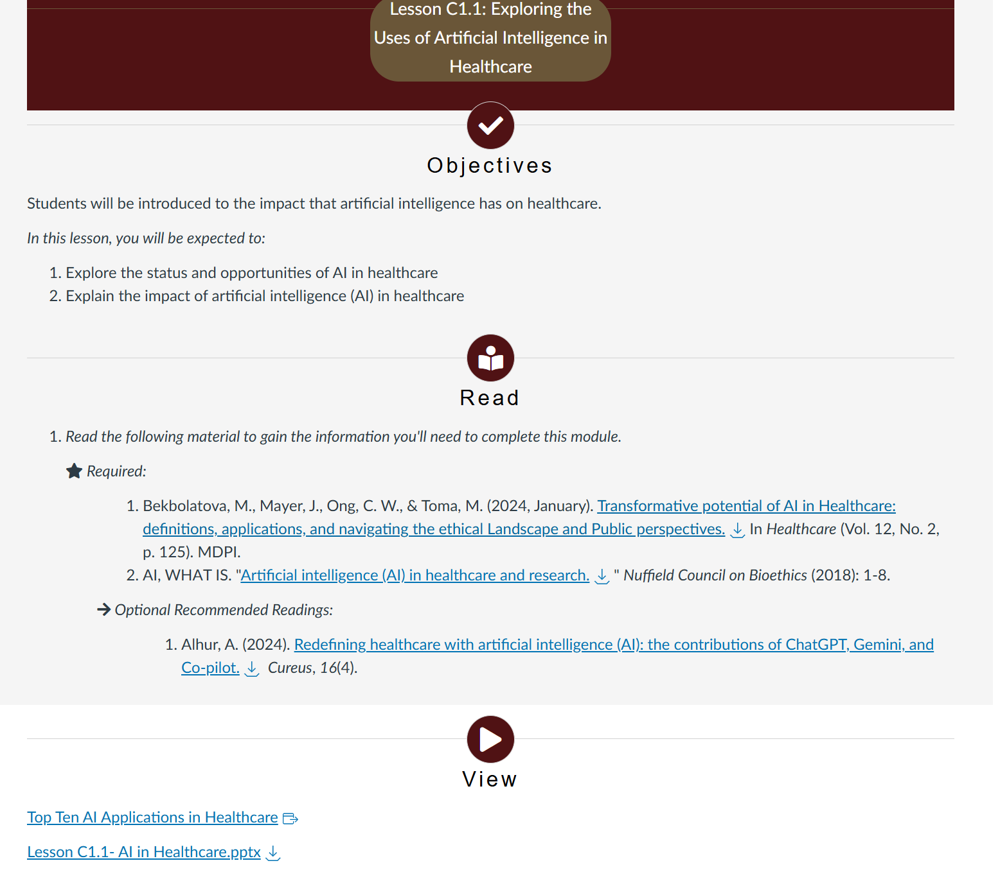 Lesson C1.1: Exploring the
Uses of Artificial Intelligence in
Healthcare
Objectives
Students will be introduced to the impact that artificial intelligence has on healthcare.
In this lesson, you will be expected to:
1. Explore the status and opportunities of AI in healthcare
2. Explain the impact of artificial intelligence (AI) in healthcare
Read
1. Read the following material to gain the information you'll need to complete this module.
Required:
1. Bekbolatova, M., Mayer, J., Ong, C. W., & Toma, M. (2024, January). Transformative potential of AI in Healthcare:
definitions, applications, and navigating the ethical Landscape and Public perspectives. In Healthcare (Vol. 12, No. 2,
p. 125). MDPI.
2. AI, WHAT IS. "Artificial intelligence (AI) in healthcare and research. " Nuffield Council on Bioethics (2018): 1-8.
Optional Recommended Readings:
1. Alhur, A. (2024). Redefining healthcare with artificial intelligence (AI): the contributions of ChatGPT, Gemini, and
Co-pilot. Cureus, 16(4).
View
Top Ten AI Applications in Healthcare
Lesson C1.1- AI in Healthcare.pptx